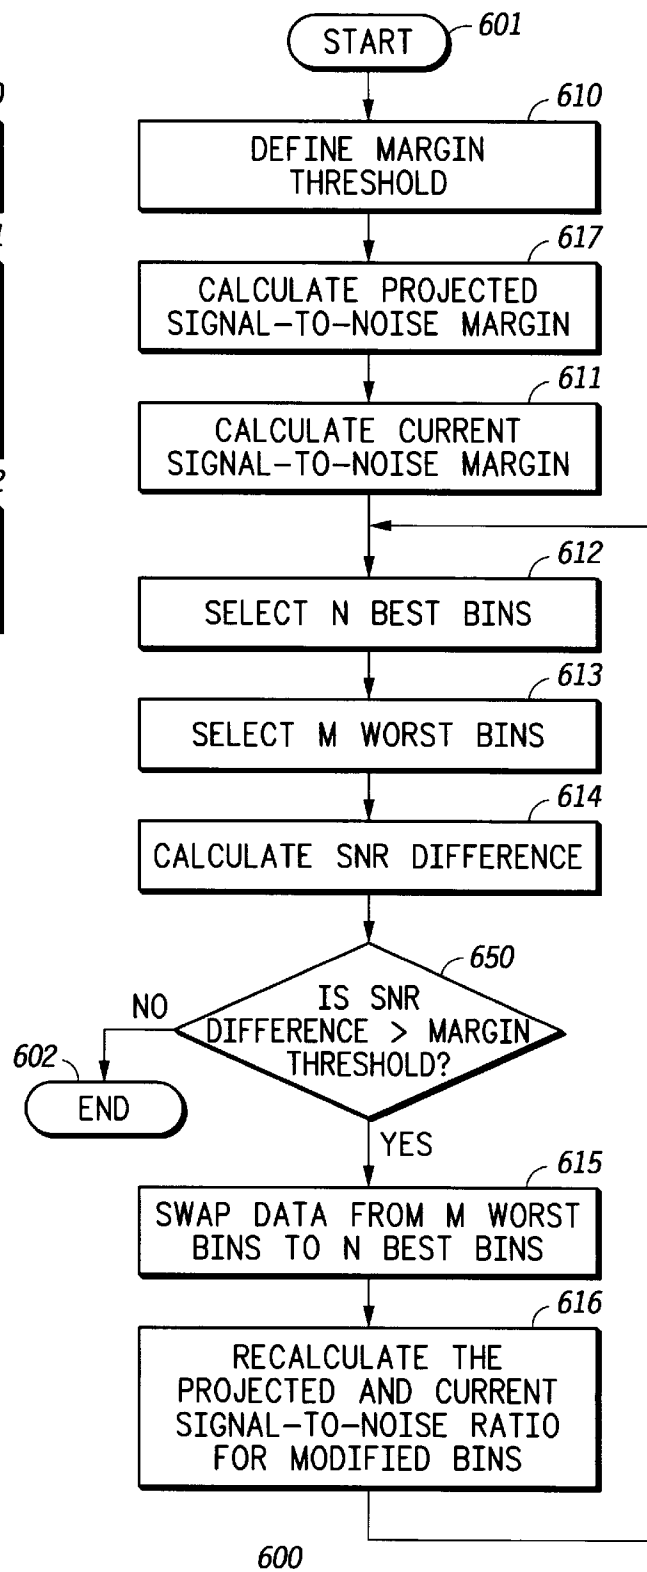 START
601
610
DEFINE MARGIN
THRESHOLD
617
CALCULATE PROJECTED
SIGNAL-TO-NOISE MARGIN
611
CALCULATE CURRENT
SIGNAL-TO-NOISE MARGIN
612
SELECT N BEST BINS
613
SELECT M WORST BINS
614
CALCULATE SNR DIFFERENCE
650
IS SNR
DIFFERENCE > MARGIN
THRESHOLD?
NO
602
END
YES
615
SWAP DATA FROM M WORST
BINS TO N BEST BINS
616
RECALCULATE THE
PROJECTED AND CURRENT
SIGNAL-TO-NOISE RATIO
FOR MODIFIED BINS
600